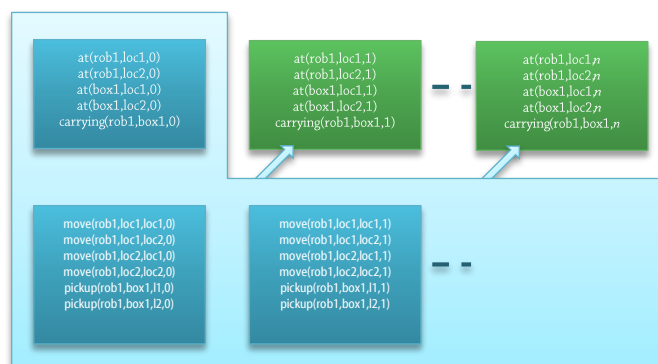 at(rob1,loc1,0)
at(rob1,loc2,0)
at(box1,loc1,0)
at(box1,loc2,0)
carrying(rob1,box1,0)
at(rob1,loc1,1)
at(rob1,loc2,1)
at(box1,loc1,1)
at(box1,loc2,1)
carrying(rob1,box1,1)
at(rob1,loc1,n
at(rob1,loc2,n
at(box1,loc1,n
at(box1,loc2,n
carrying(rob1,box1,n
move(rob1,loc1,loc1,0)
move(rob1,loc1,loc2,0)
move(rob1,loc2,loc1,0)
move(rob1,loc2,loc2,0)
pickup(rob1,box1,l1,0)
pickup(rob1,box1,l2,0)
move(rob1,loc1,loc1,1)
move(rob1,loc1,loc2,1)
move(rob1,loc2,loc1,1)
move(rob1,loc2,loc2,1)
pickup(rob1,box1,l1,1)
pickup(rob1,box1,l2,1)